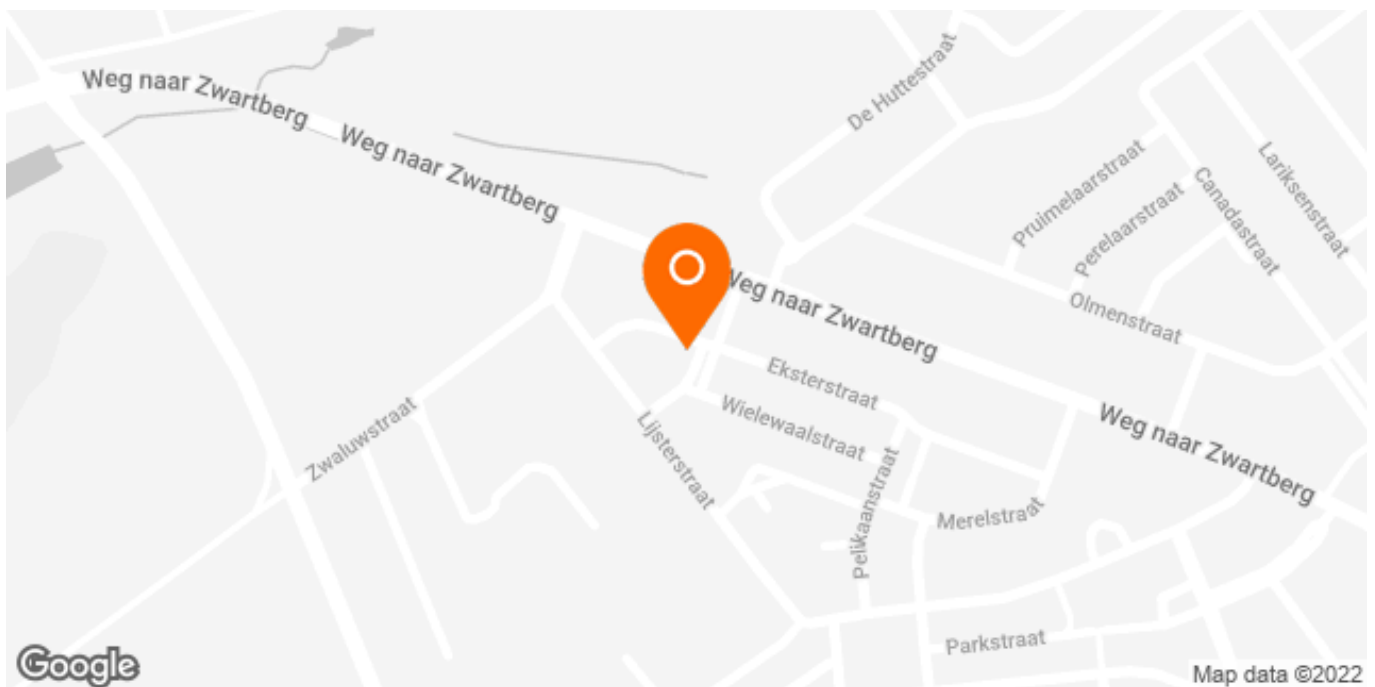 Weg naar Zwartberg
Weg naar Zwartberg
De Huttestraat
Pruimelaarstraat
Perelaarstraat
Canadastraat
Lariksenstraat
Weg naar Zwartberg
Olmenstraat
Eksterstraat
Wielewaalstraat
Zwaluwstraat
Lijsterstraat
Pelikaanstraat
Merelstraat
Weg naar Zwartberg
Parkstraat
Google
Map data ©2022